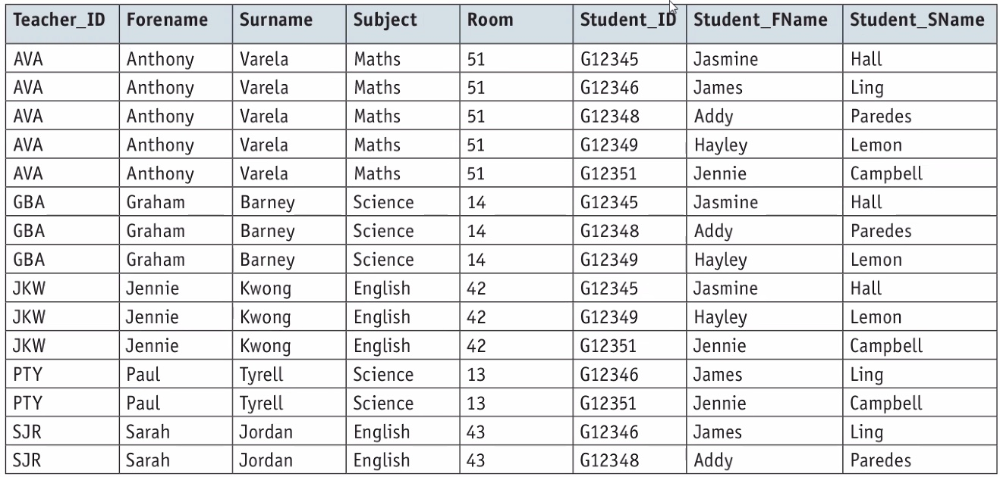 Teacher_ID Forename Surname Subject Room Student_ID Student_FName Student_SName
AVA Anthony Varela Maths 51 G12345 Jasmine Hall
AVA Anthony Varela Maths 51 G12346 James Ling
AVA Anthony Varela Maths 51 G12348 Addy Paredes
AVA Anthony Varela Maths 51 G12349 Hayley Lemon
AVA Anthony Varela Maths 51 G12351 Jennie Campbell
GBA Graham Barney Science 14 G12345 Jasmine Hall
GBA Graham Barney Science 14 G12348 Addy Paredes
GBA Graham Barney Science 14 G12349 Hayley Lemon
JKW Jennie Kwong English 42 G12345 Jasmine Hall
JKW Jennie Kwong English 42 G12349 Hayley Lemon
JKW Jennie Kwong English 42 G12351 Jennie Campbell
PTY Paul Tyrell Science 13 G12346 James Ling
PTY Paul Tyrell Science 13 G12351 Jennie Campbell
SJR Sarah Jordan English 43 G12346 James Ling
SJR Sarah Jordan English 43 G12348 Addy Paredes